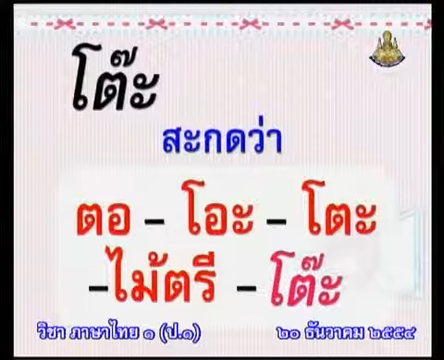 โต๊ะ
สะกดว่า
ตอ – โอะ – โตะ
–ไม้ตรี – โต๊ะ
วิชา ภาษาไทย ๑ (ป.๑) ๒๐ ธันวาคม ๒๕๕๔